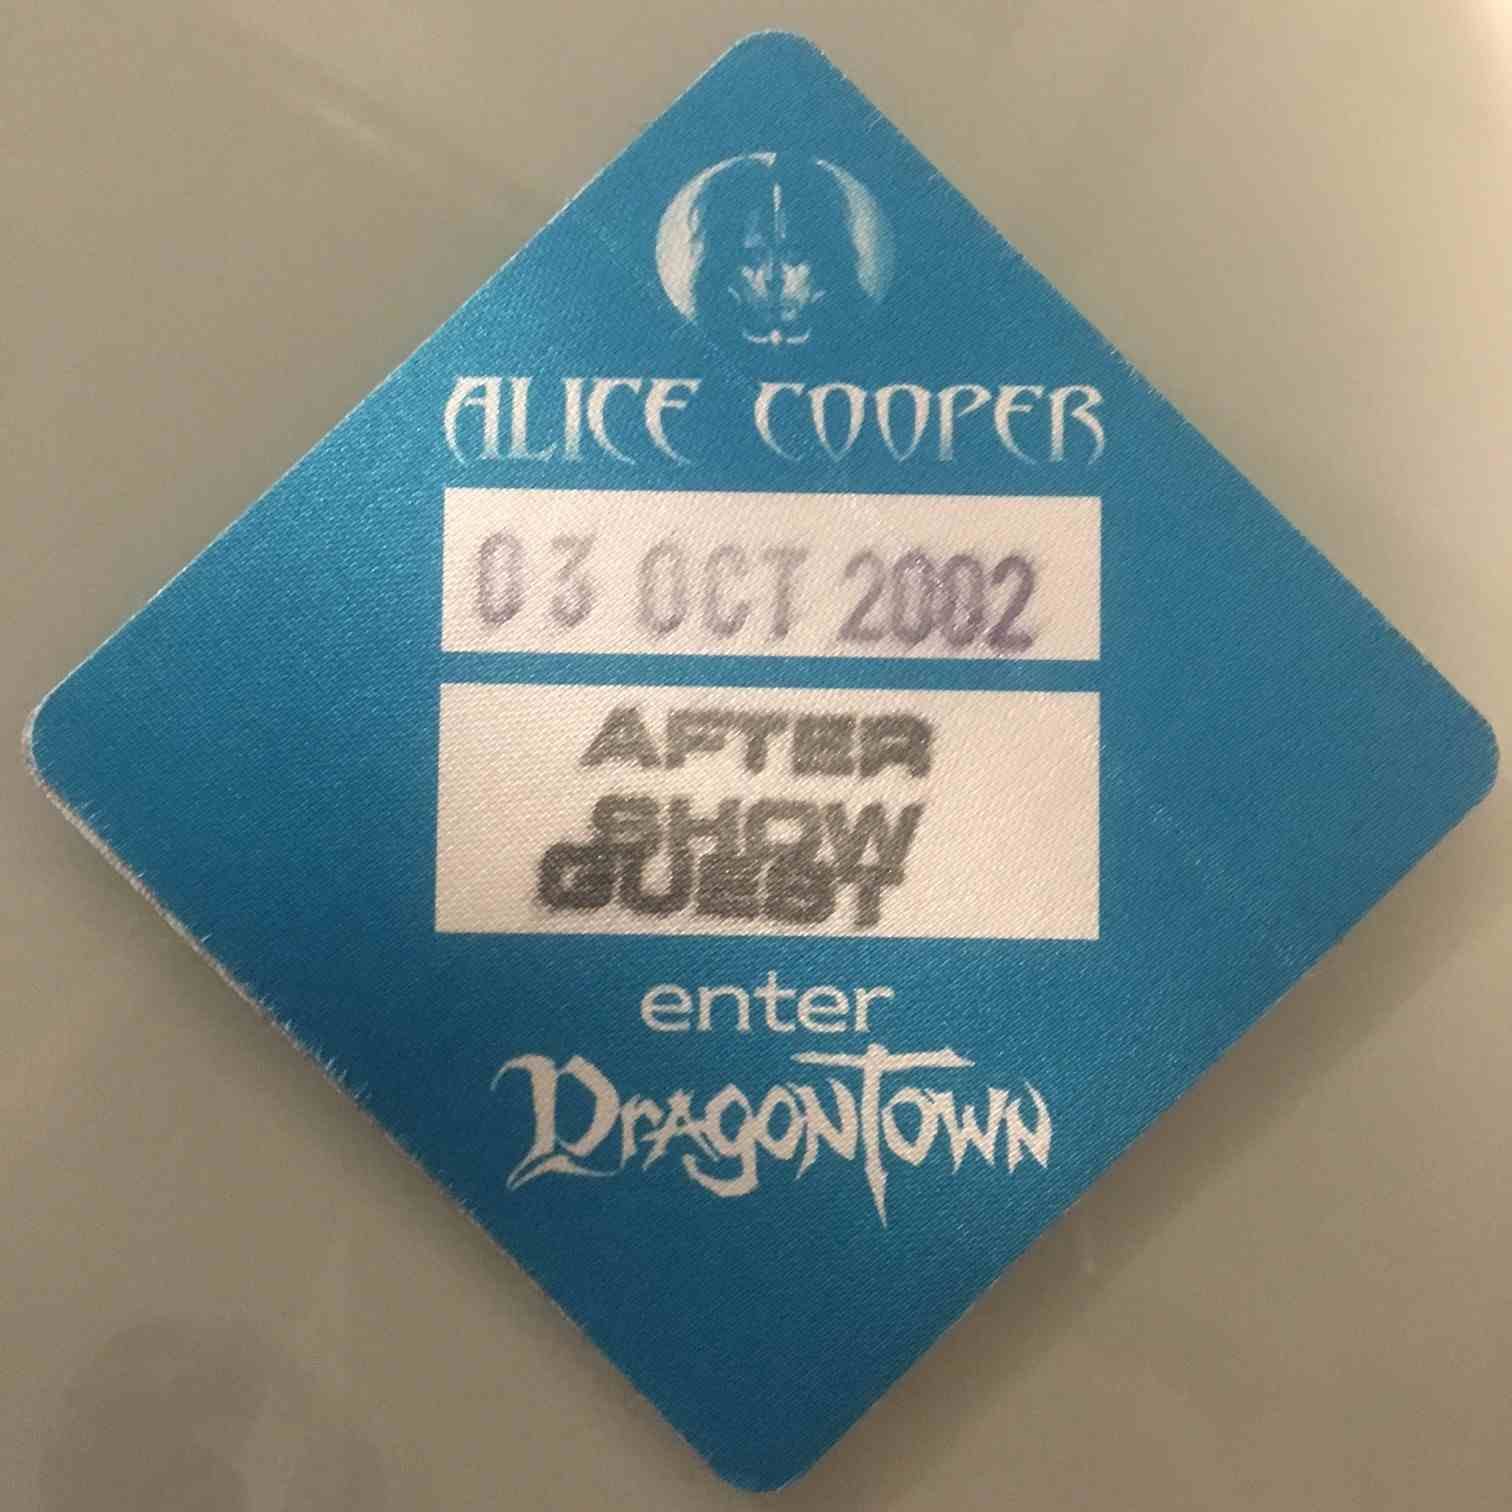 ALICE COOPER
03 OCT 2002
AFTER
SHOW
GUEST
enter
DRAGONTOWN